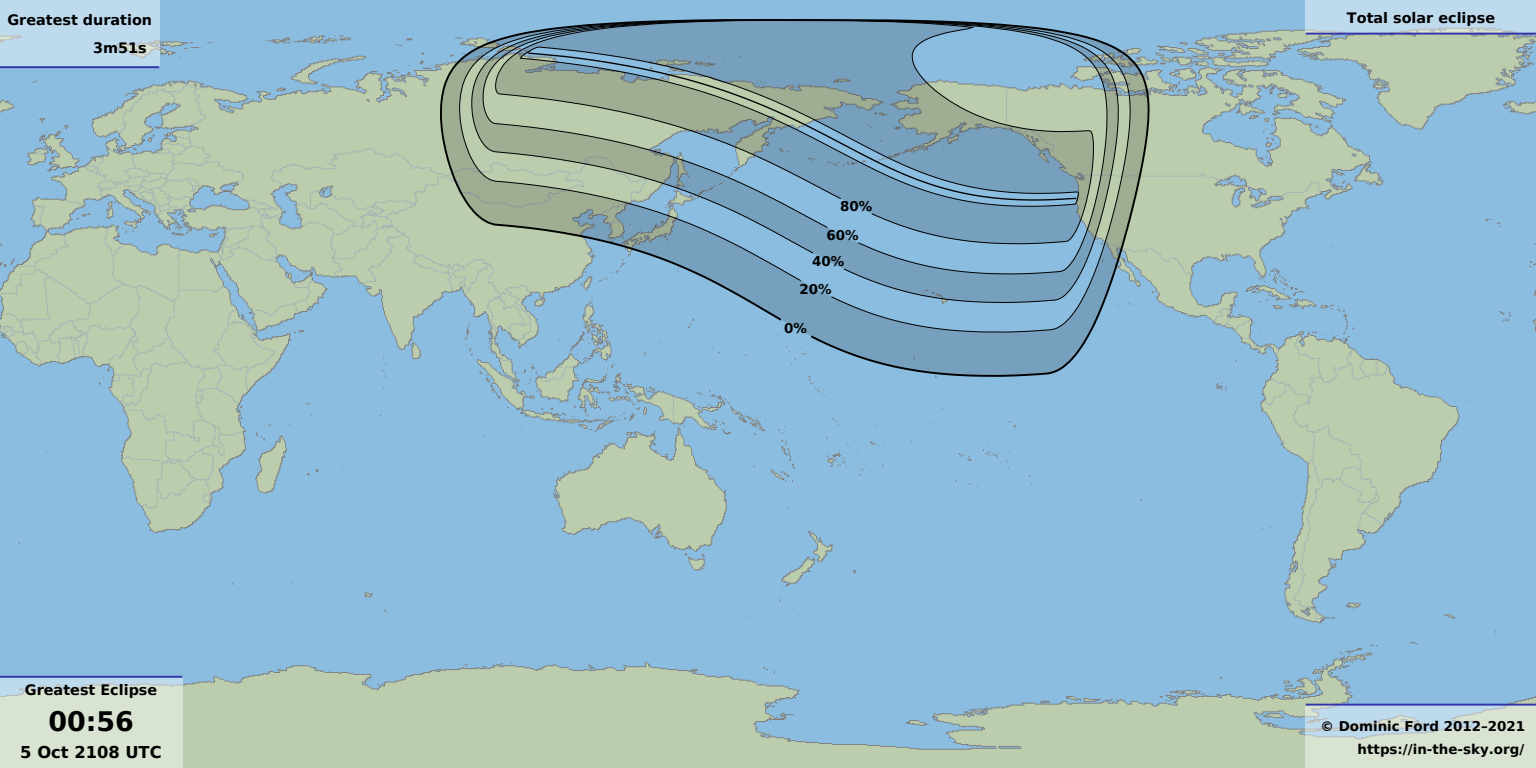 Greatest duration
3m51s
Total solar eclipse
80%
60%
40%
20%
0%
Greatest Eclipse
00:56
5 Oct 2108 UTC
© Dominic Ford 2012–2021
https://in-the-sky.org/